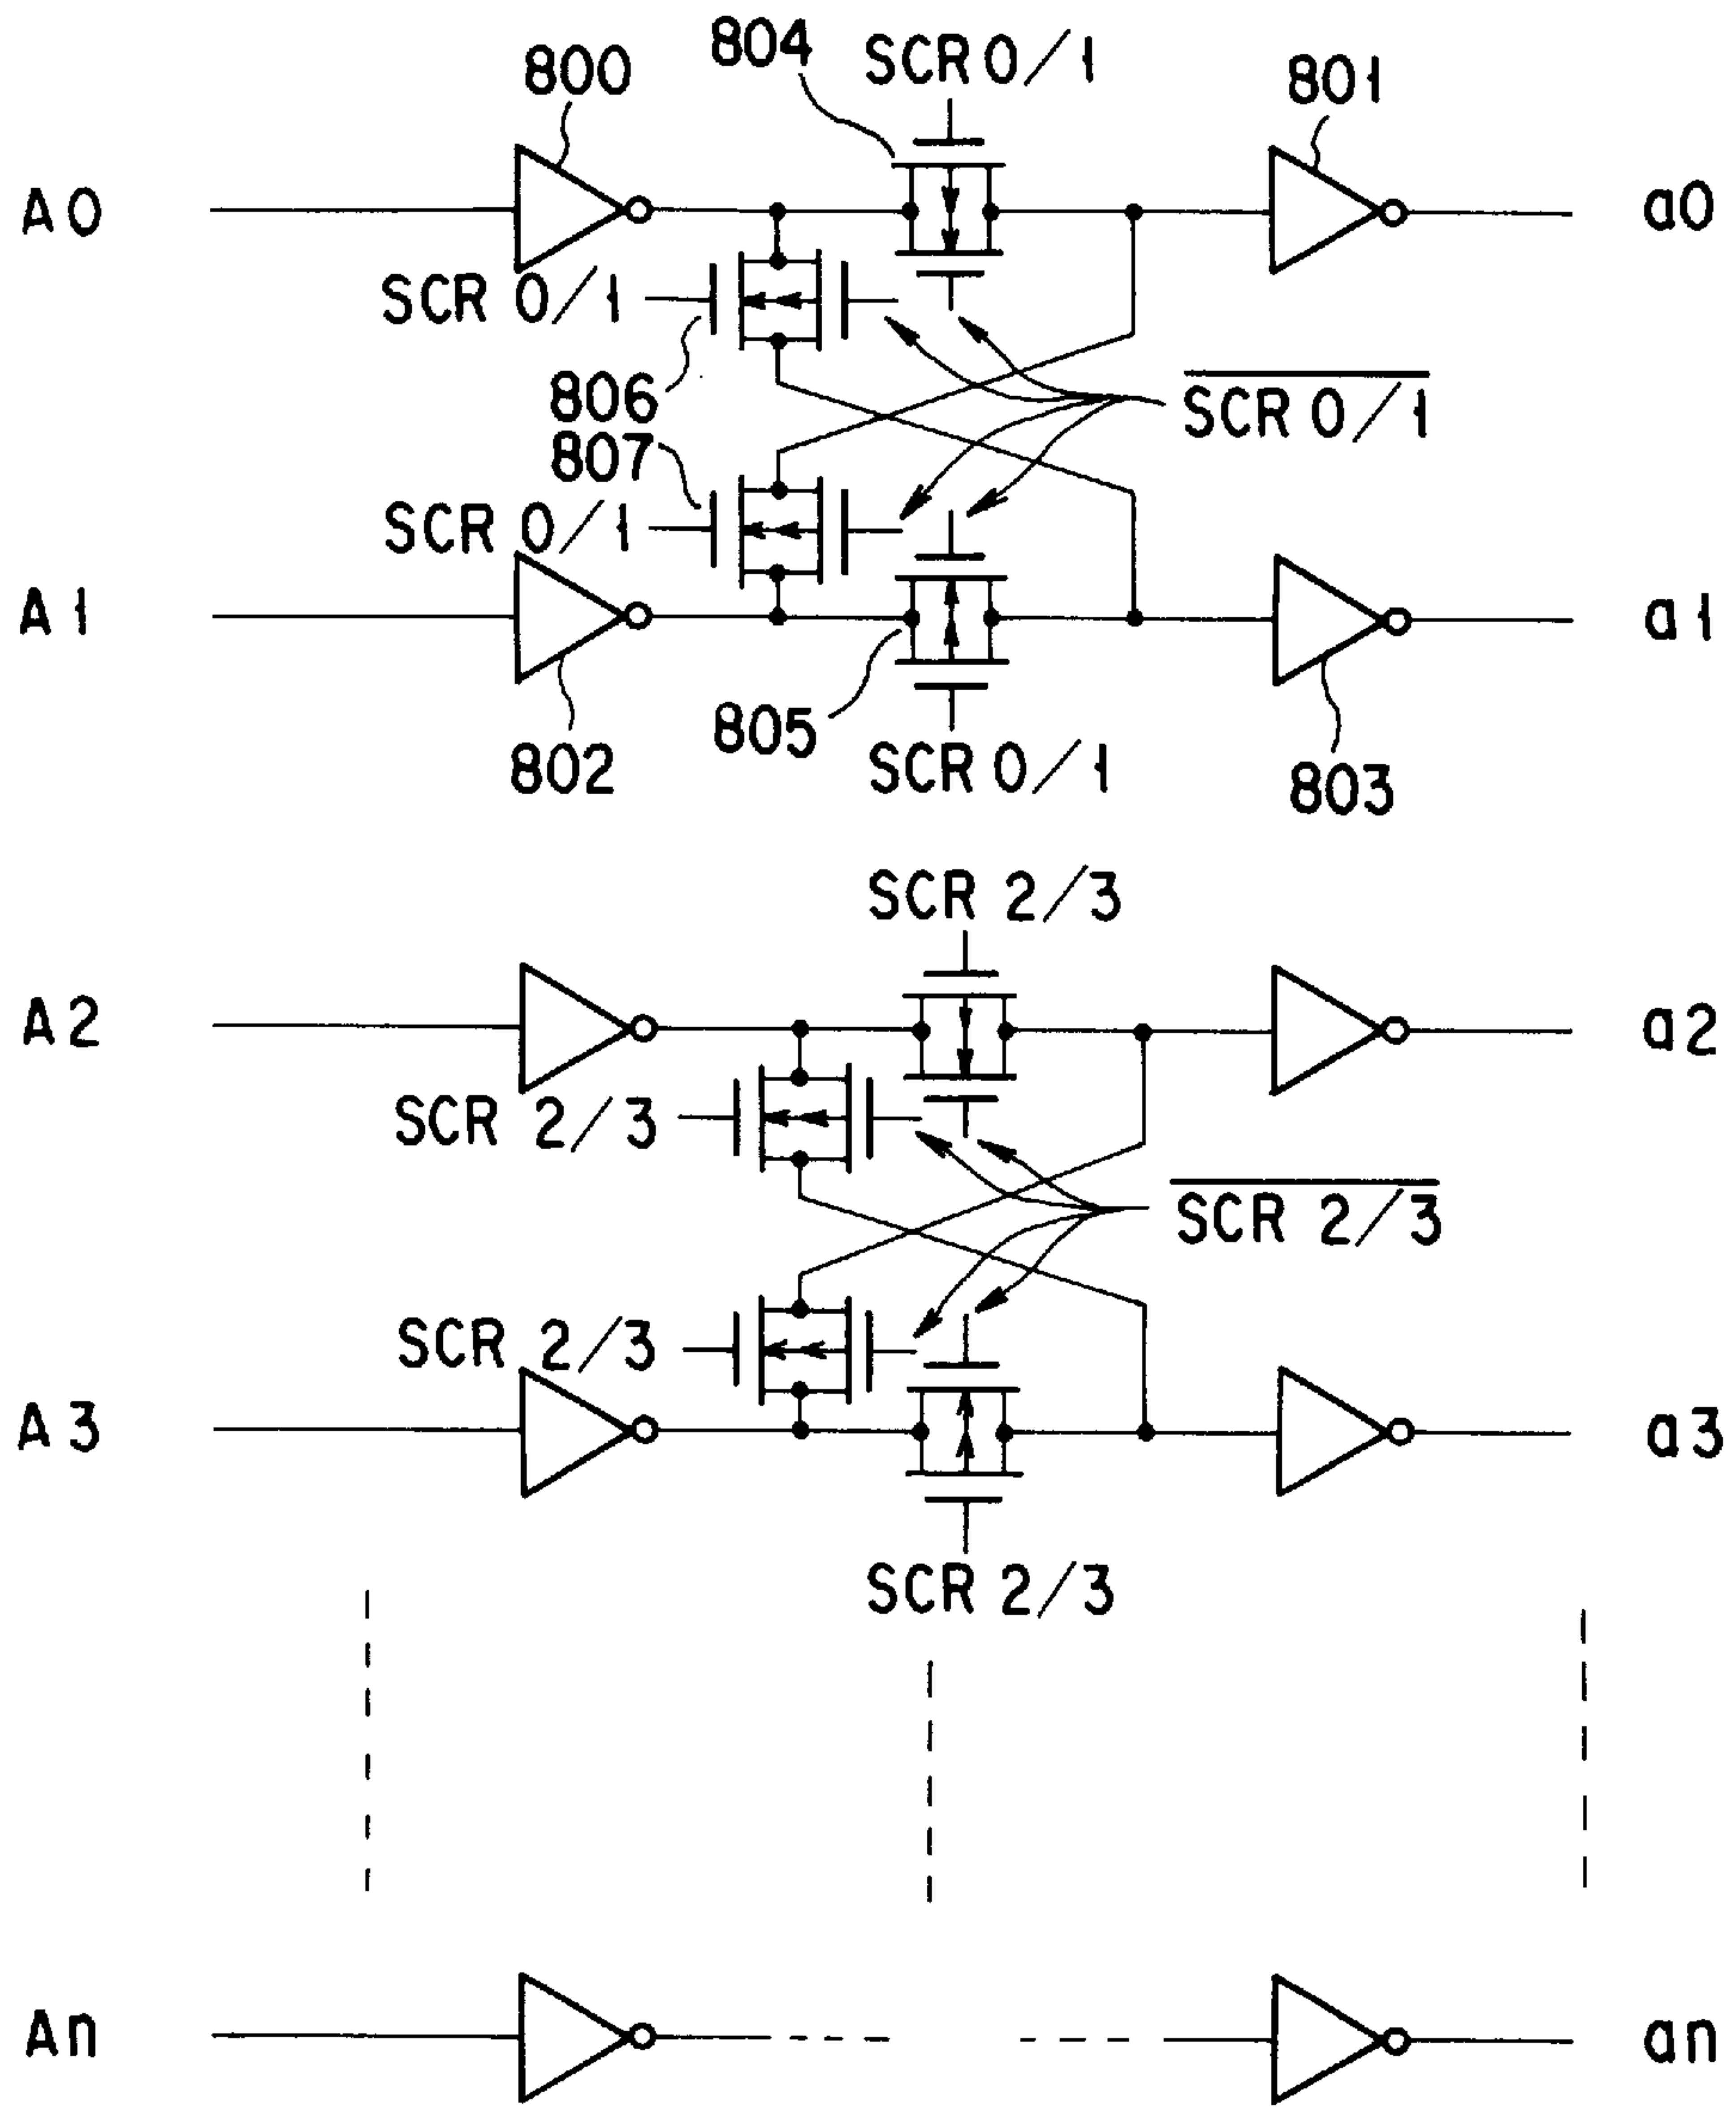 804
SCR 0/1
800
801
A0
a0
SCR 0/1
806
S̅C̅R̅ ̅0̅/̅1̅
807
SCR 0/1
A1
a1
805
802
SCR 0/1
803
SCR 2/3
A2
a2
SCR 2/3
S̅C̅R̅ ̅2̅/̅3̅
SCR 2/3
A3
a3
SCR 2/3
An
an